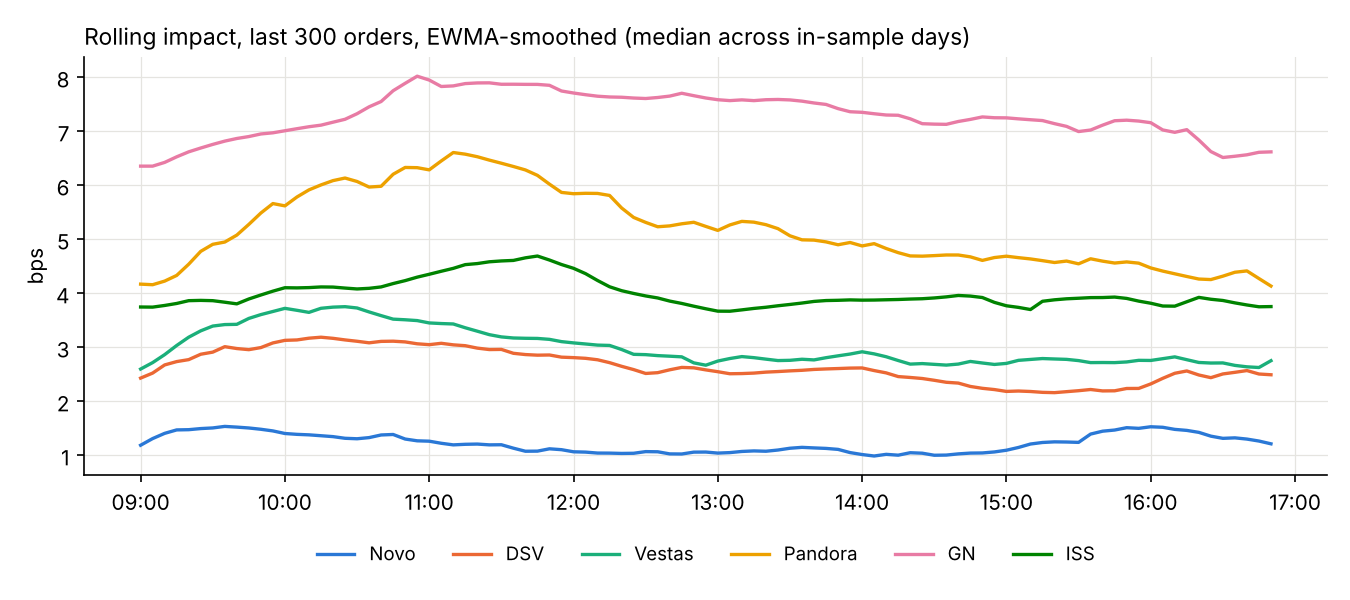 Rolling impact, last 300 orders, EWMA-smoothed (median across in-sample days)
bps
8
7
6
5
4
3
2
1
09:00 10:00 11:00 12:00 13:00 14:00 15:00 16:00 17:00
Novo DSV Vestas Pandora GN ISS